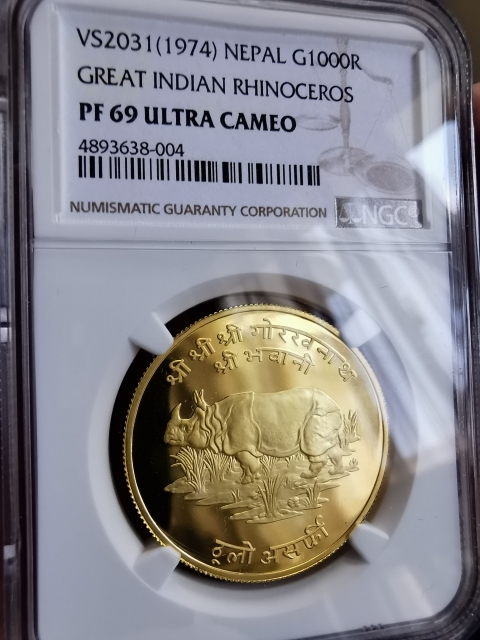 VS2031(1974) NEPAL G1000R
GREAT INDIAN RHINOCEROS
PF 69 ULTRA CAMEO
4893638-004
NUMISMATIC GUARANTY CORPORATION
NGC
श्री श्री श्री गोरखनाथ
श्री भवानी
ठूलो असर्फी